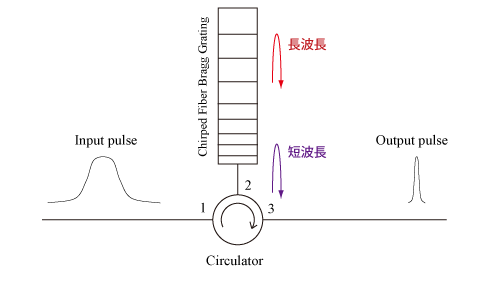 Chirped Fiber Bragg Grating
長波長
短波長
Input pulse
Output pulse
2
1
3
Circulator